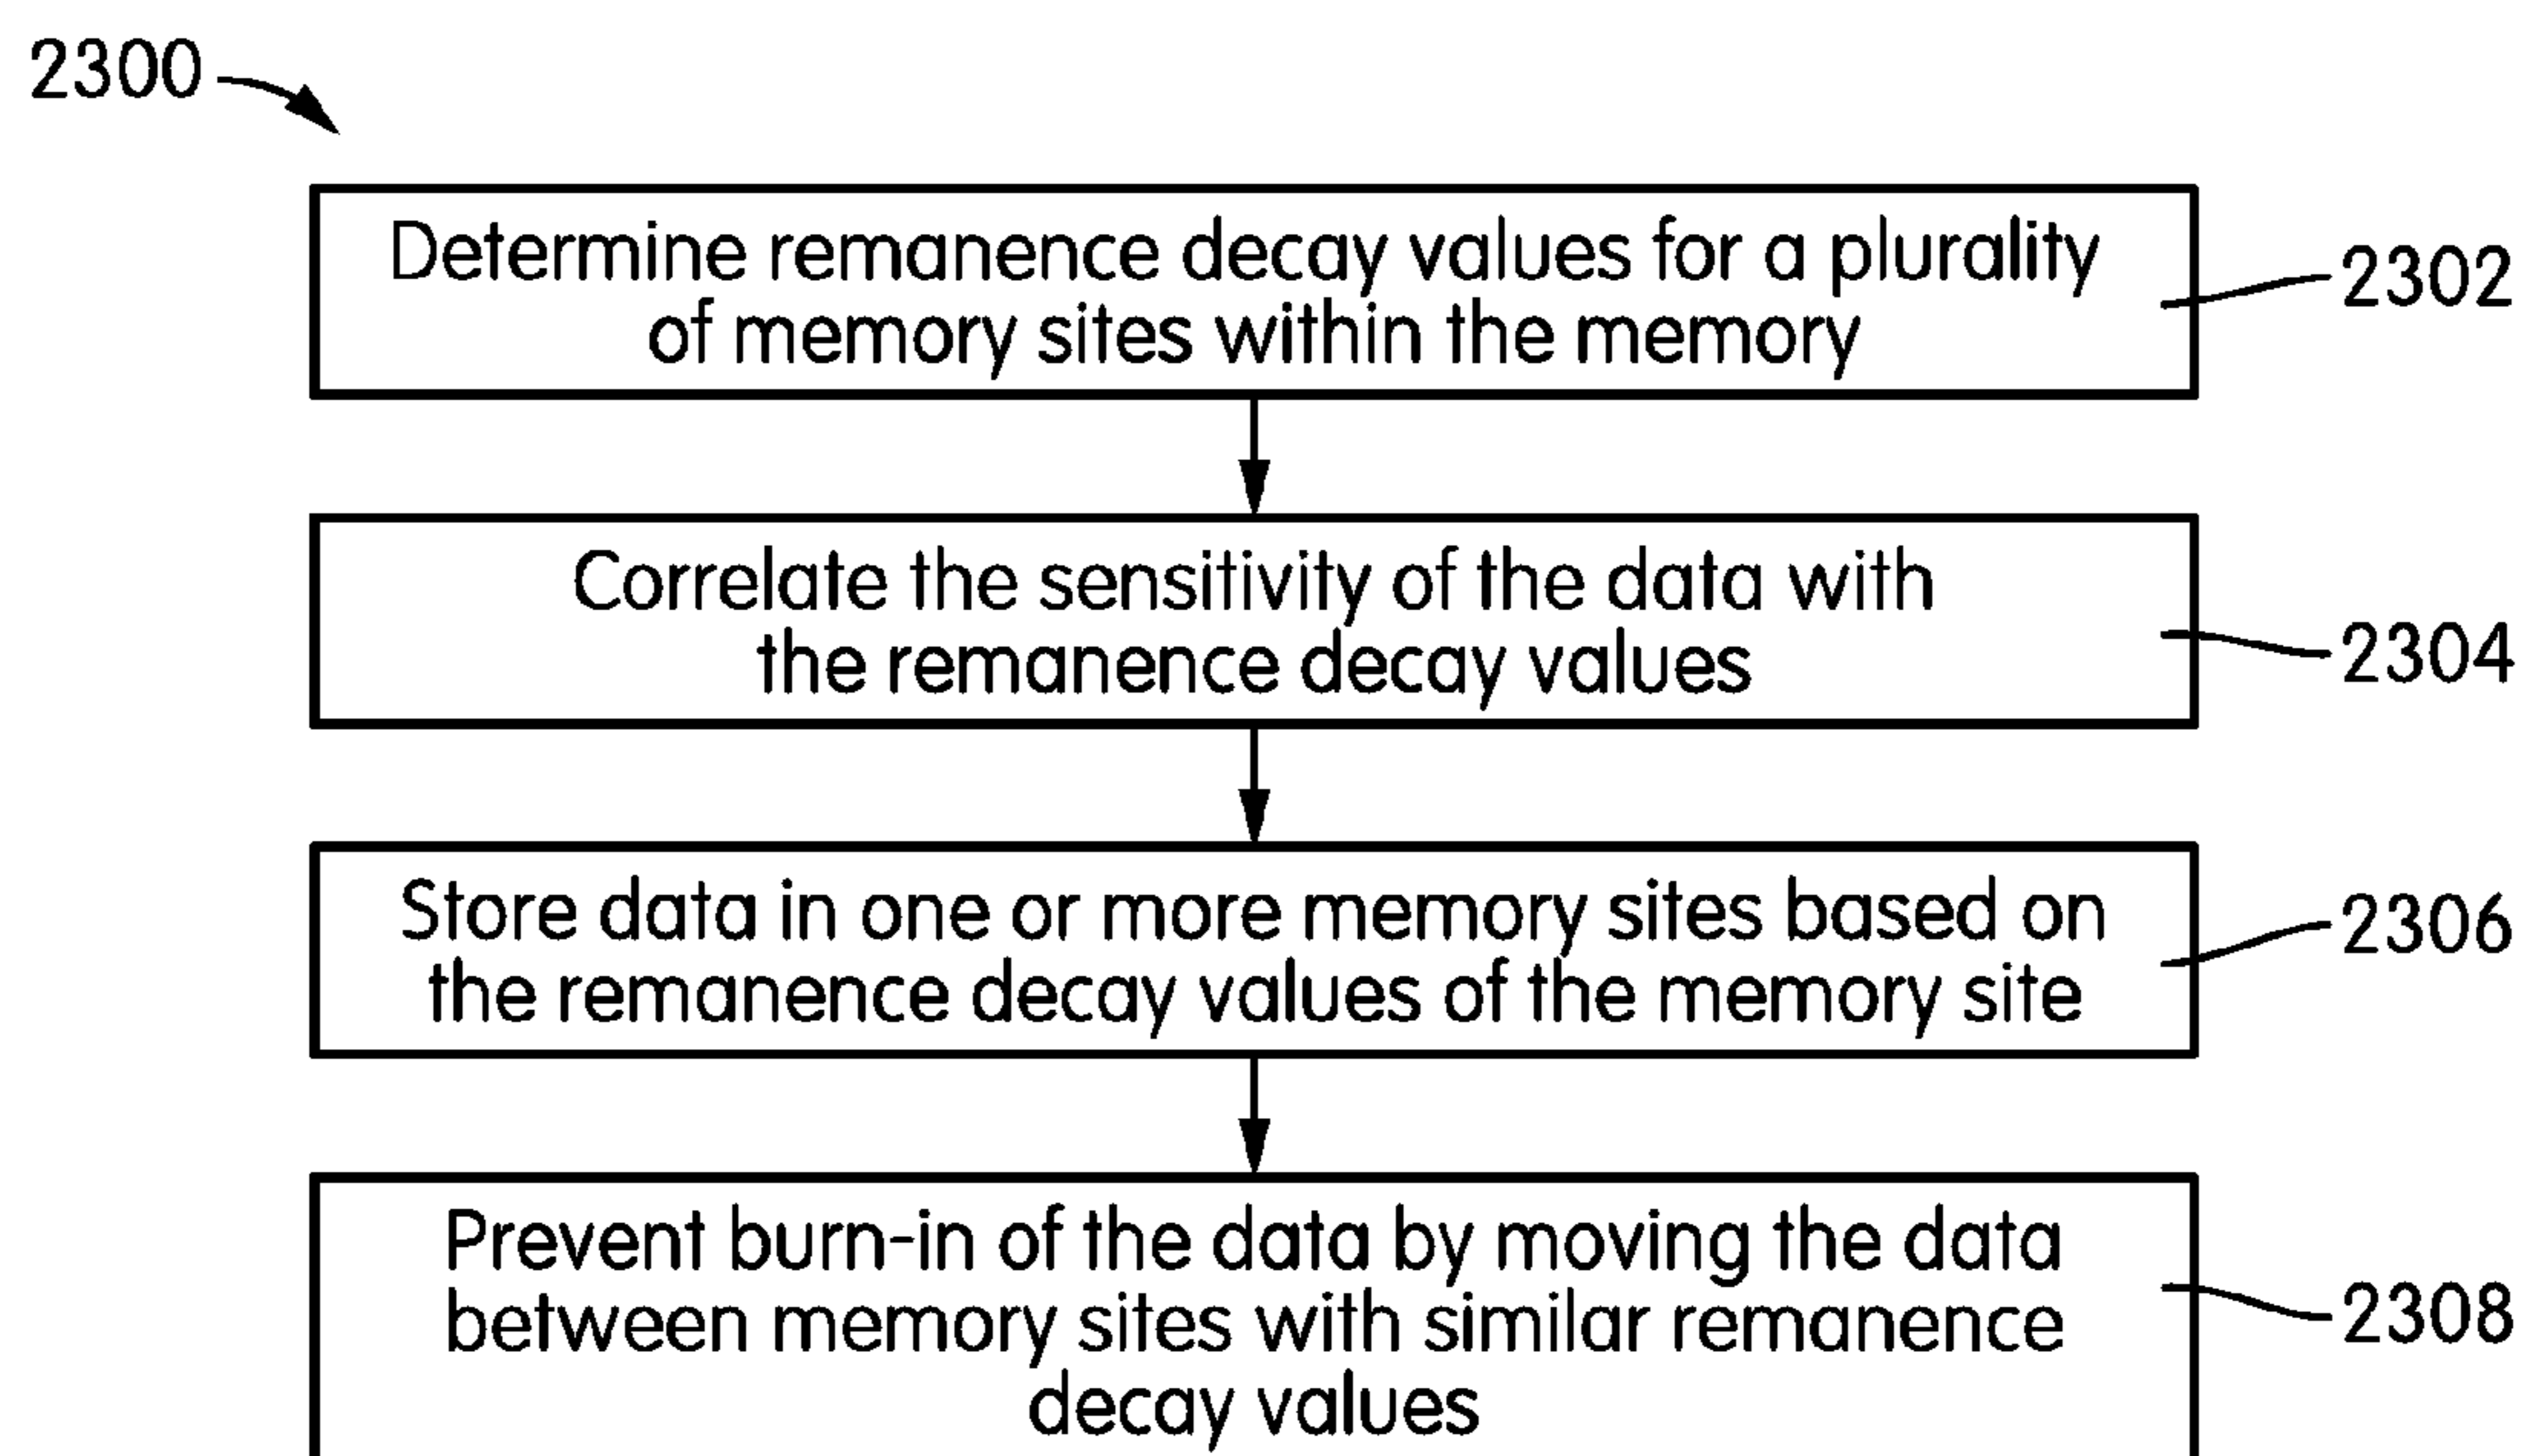 2300
Determine remanence decay values for a plurality
of memory sites within the memory
2302
Correlate the sensitivity of the data with
the remanence decay values
2304
Store data in one or more memory sites based on
the remanence decay values of the memory site
2306
Prevent burn-in of the data by moving the data
between memory sites with similar remanence
decay values
2308